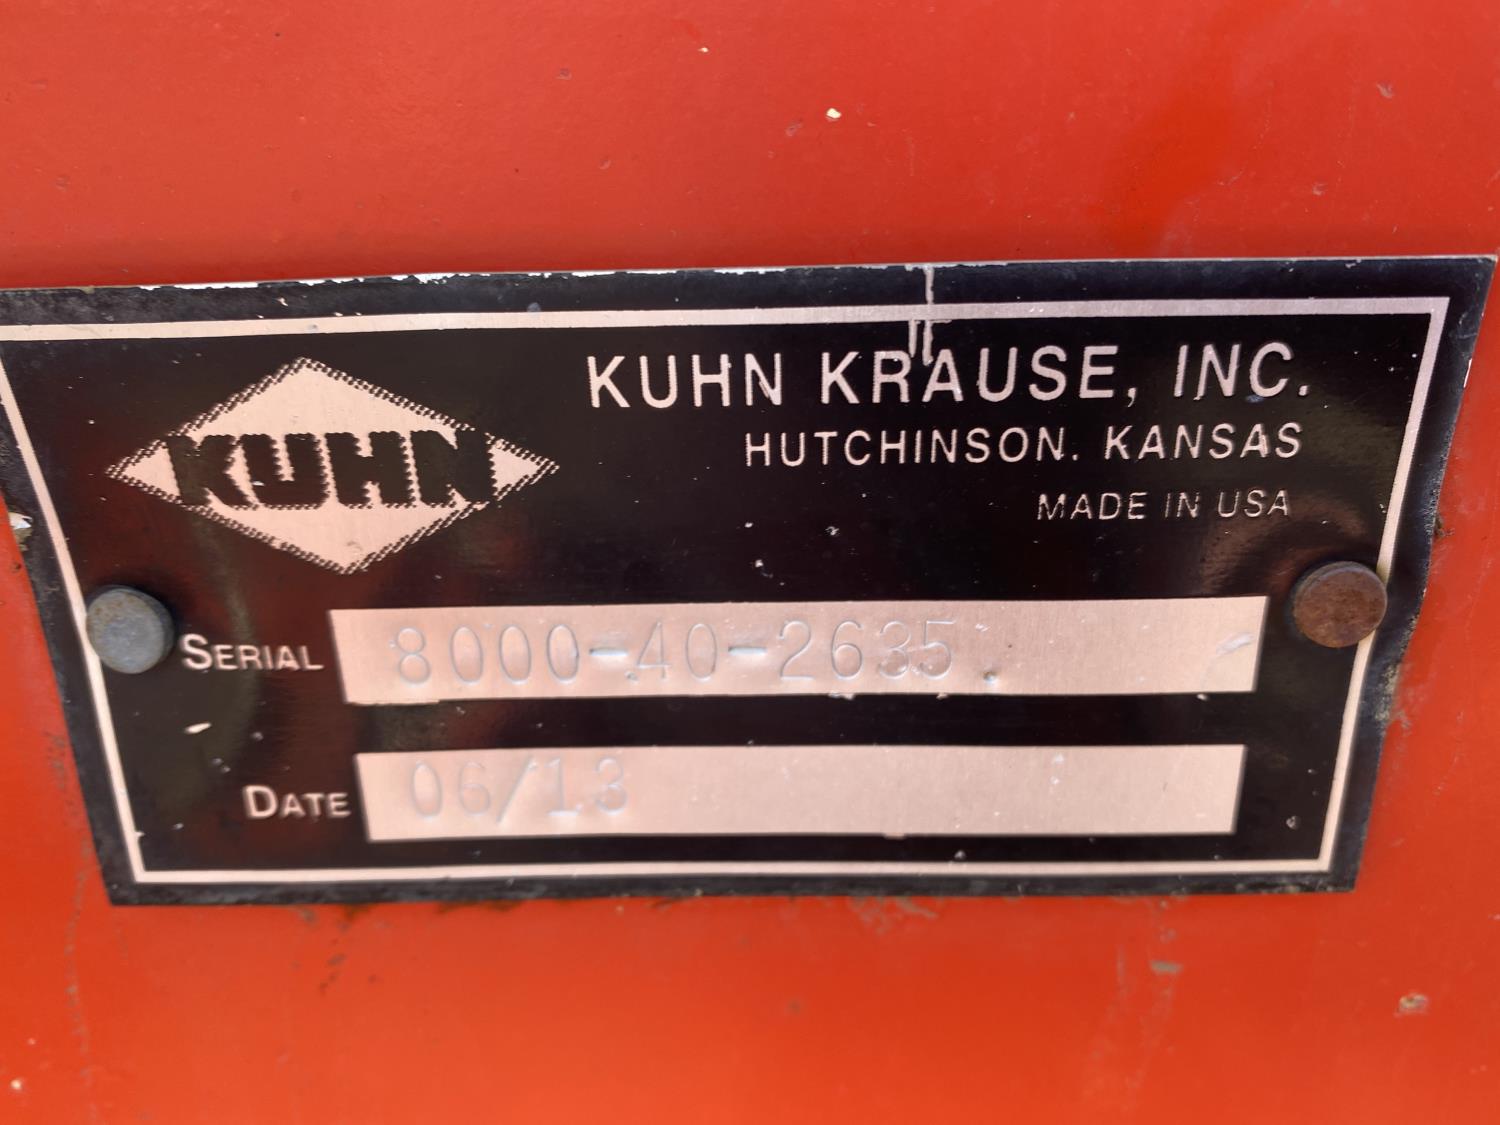 KUHN
KUHN KRAUSE, INC.
HUTCHINSON, KANSAS
MADE IN USA
SERIAL 8000-40-2635
DATE 06/13